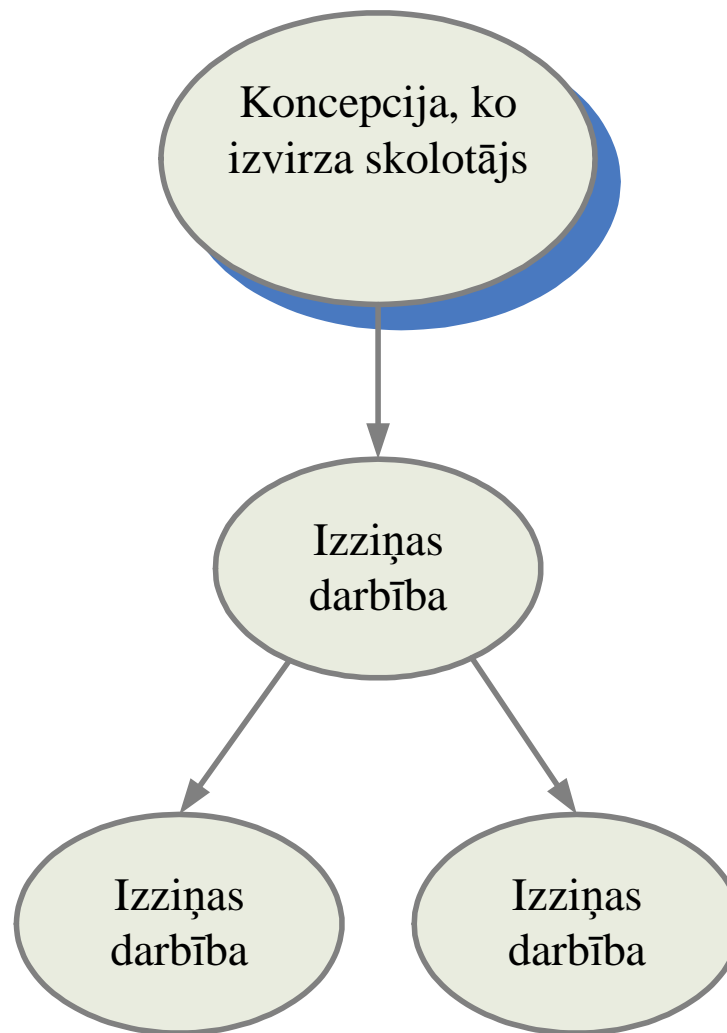 Koncepcija, ko
izvirza skolotājs
Izziņas
darbība
Izziņas
darbība
Izziņas
darbība